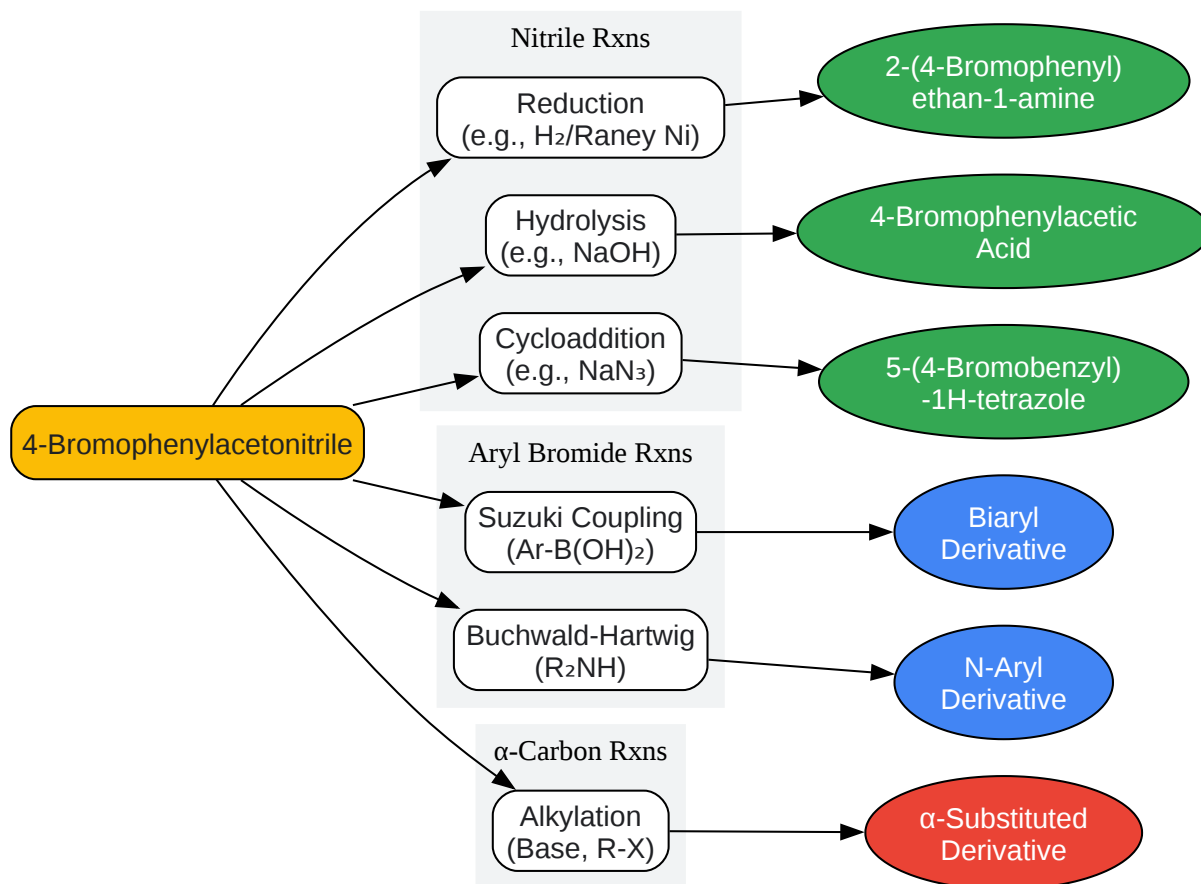 Nitrile Rxns
Reduction
(e.g., H₂/Raney Ni)
2-(4-Bromophenyl)
ethan-1-amine
Hydrolysis
(e.g., NaOH)
4-Bromophenylacetic
Acid
Cycloaddition
(e.g., NaN₃)
5-(4-Bromobenzyl)
-1H-tetrazole
4-Bromophenylacetonitrile
Aryl Bromide Rxns
Suzuki Coupling
(Ar-B(OH)₂)
Biaryl
Derivative
Buchwald-Hartwig
(R₂NH)
N-Aryl
Derivative
α-Carbon Rxns
Alkylation
(Base, R-X)
α-Substituted
Derivative